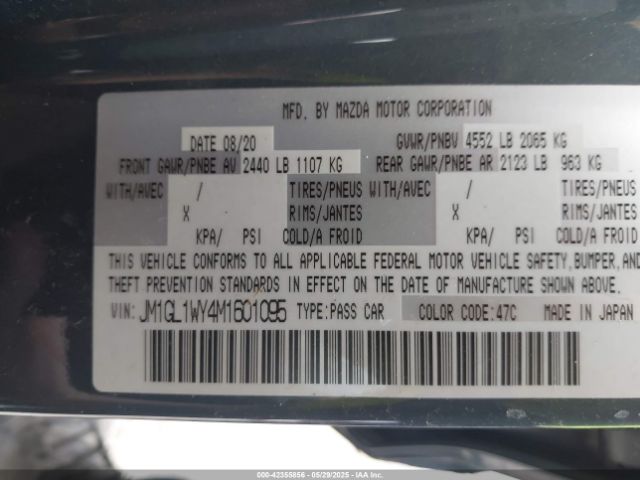 MFD. BY MAZDA MOTOR CORPORATION
DATE 08/20 GVWR/PNBV 4552 LB 2065 KG
FRONT GAWR/PNBE AV 2440 LB 1107 KG REAR GAWR/PNBE AR 2123 LB 963 KG
WITH/AVEC / TIRES/PNEUS WITH/AVEC / TIRES/PNEUS
X RIMS/JANTES X RIMS/JANTES
KPA/ PSI COLD/A FROID KPA/ PSI COLD/A FROID
THIS VEHICLE CONFORMS TO ALL APPLICABLE FEDERAL MOTOR VEHICLE SAFETY, BUMPER, AND
THEFT PREVENTION STANDARDS IN EFFECT ON THE DATE OF MANUFACTURE SHOWN ABOVE.
VIN: JM1GL1WY4M1601095 TYPE:PASS CAR COLOR CODE:47C MADE IN JAPAN
000-42355856 - 05/29/2025 - IAAI.COM